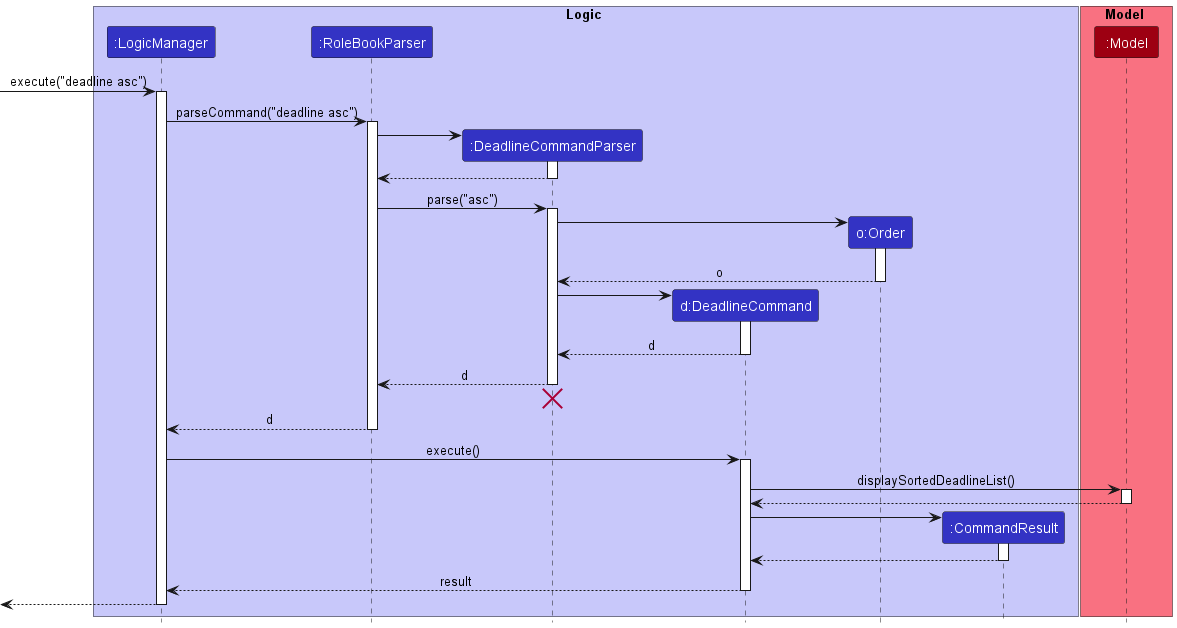 Logic
Model
:LogicManager
:RoleBookParser
:Model
execute("deadline asc")
parseCommand("deadline asc")
:DeadlineCommandParser
parse("asc")
o:Order
o
d:DeadlineCommand
d
d
d
execute()
displaySortedDeadlineList()
:CommandResult
result